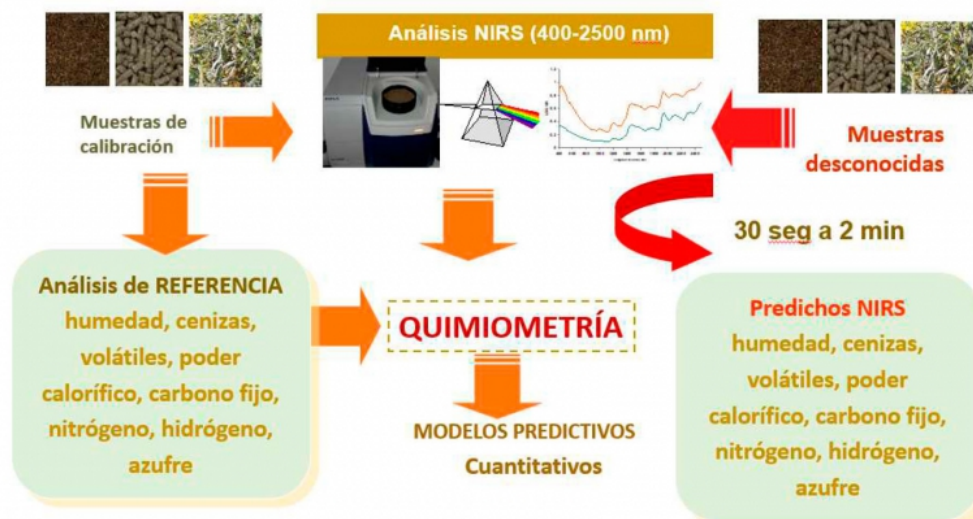 Análisis NIRS (400-2500 nm)
Muestras de
calibración
Muestras
desconocidas
30 seg a 2 min
Análisis de REFERENCIA
humedad, cenizas,
volátiles, poder
calorífico, carbono fijo,
nitrógeno, hidrógeno,
azufre
QUIMIOMETRÍA
MODELOS PREDICTIVOS
Cuantitativos
Predichos NIRS
humedad, cenizas,
volátiles, poder
calorífico, carbono fijo,
nitrógeno, hidrógeno,
azufre